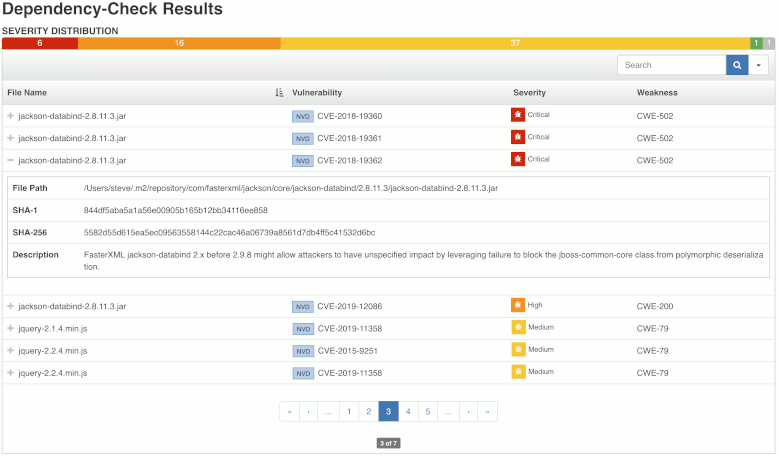 Dependency-Check Results
SEVERITY DISTRIBUTION
6 16 37 1 1
Search
File Name Vulnerability Severity Weakness
jackson-databind-2.8.11.3.jar NVD CVE-2018-19360 Critical CWE-502
jackson-databind-2.8.11.3.jar NVD CVE-2018-19361 Critical CWE-502
jackson-databind-2.8.11.3.jar NVD CVE-2018-19362 Critical CWE-502
File Path /Users/steve/.m2/repository/com/fasterxml/jackson/core/jackson-databind/2.8.11.3/jackson-databind-2.8.11.3.jar
SHA-1 844df5aba5a1a56e00905b165b12bb34116ee858
SHA-256 5582d55d615ea5ec09563558144c22cac46a06739a8561d7db4ff5c41532d6bc
Description FasterXML jackson-databind 2.x before 2.9.8 might allow attackers to have unspecified impact by leveraging failure to block the jboss-common-core class from polymorphic deserializa
tion.
jackson-databind-2.8.11.3.jar NVD CVE-2019-12086 High CWE-200
jquery-2.1.4.min.js NVD CVE-2019-11358 Medium CWE-79
jquery-2.2.4.min.js NVD CVE-2015-9251 Medium CWE-79
jquery-2.2.4.min.js NVD CVE-2019-11358 Medium CWE-79
« ‹ ... 1 2 3 4 5 ... › »
3 of 7